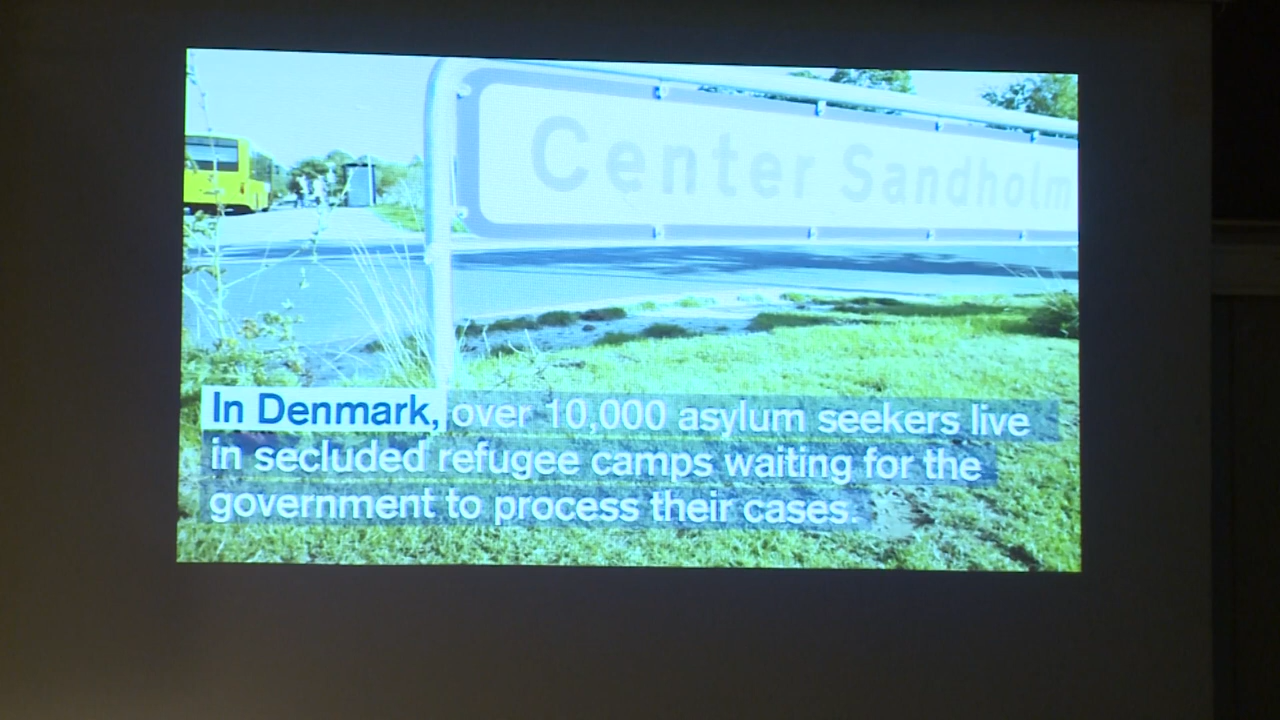 Center Sandholm
In Denmark, over 10,000 asylum seekers live
in secluded refugee camps waiting for the
government to process their cases.